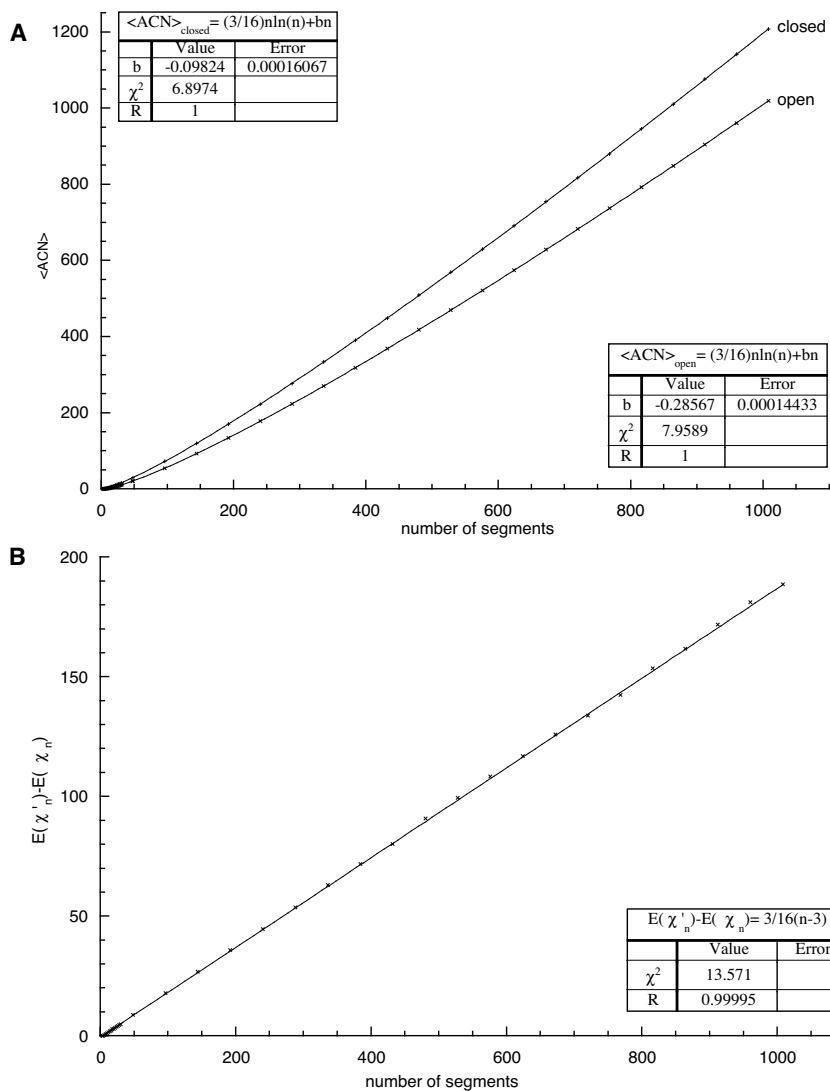 A
<ACN>closed = (3/16)nln(n)+bn
Value Error
b -0.09824 0.00016067
χ2 6.8974
R 1
closed
open
1200
1000
800
600
400
200
0
<ACN>
<ACN>open = (3/16)nln(n)+bn
Value Error
b -0.28567 0.00014433
χ2 7.9589
R 1
0 200 400 600 800 1000
number of segments
B
200
150
100
50
0
E(χ'n)-E(χn)
E(χ'n)-E(χn)= 3/16(n-3)
Value Error
χ2 13.571
R 0.99995
0 200 400 600 800 1000
number of segments